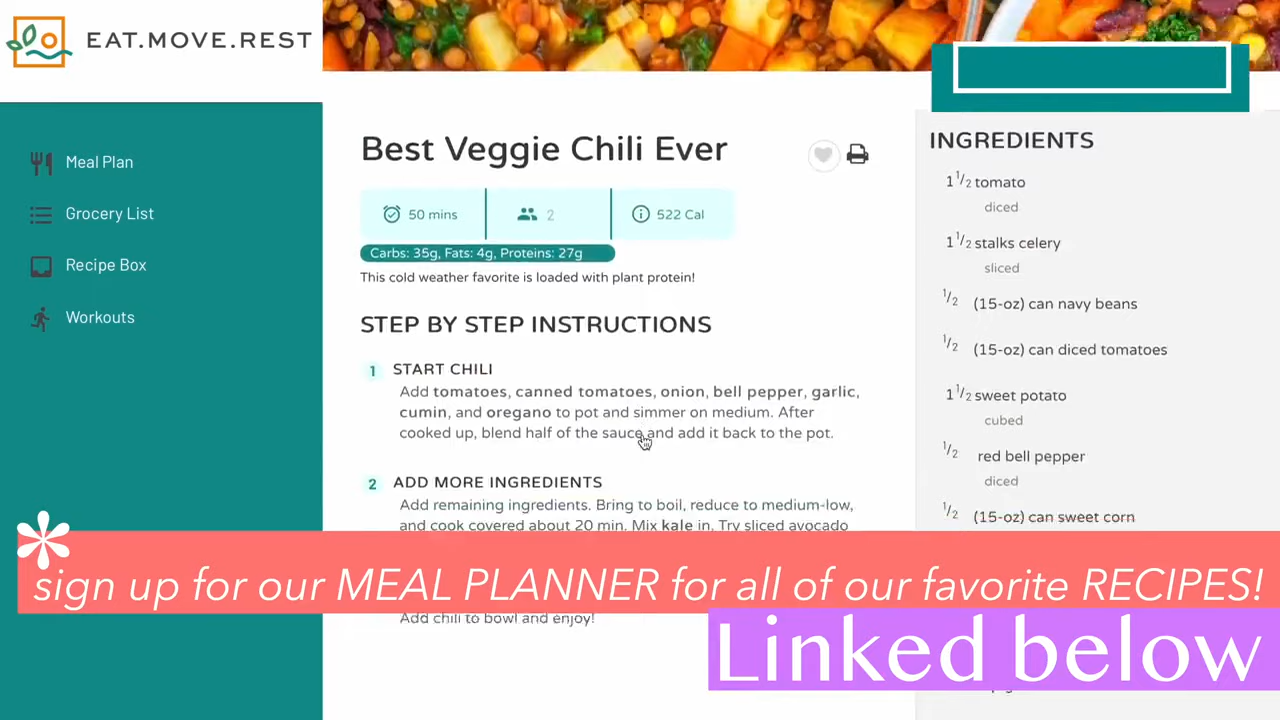 EAT.MOVE.REST
Meal Plan
Grocery List
Recipe Box
Workouts
Best Veggie Chili Ever
50 mins
2
522 Cal
Carbs: 35g, Fats: 4g, Proteins: 27g
This cold weather favorite is loaded with plant protein!
STEP BY STEP INSTRUCTIONS
1 START CHILI
Add tomatoes, canned tomatoes, onion, bell pepper, garlic,
cumin, and oregano to pot and simmer on medium. After
cooked up, blend half of the sauce and add it back to the pot.
2 ADD MORE INGREDIENTS
Add remaining ingredients. Bring to boil, reduce to medium-low,
and cook covered about 20 min. Mix kale in. Try sliced avocado
Add chili to bowl and enjoy!
INGREDIENTS
1 1/2 tomato
diced
1 1/2 stalks celery
sliced
1/2 (15-oz) can navy beans
1/2 (15-oz) can diced tomatoes
1 1/2 sweet potato
cubed
1/2 red bell pepper
diced
1/2 (15-oz) can sweet corn
*sign up for our MEAL PLANNER for all of our favorite RECIPES!
Linked below